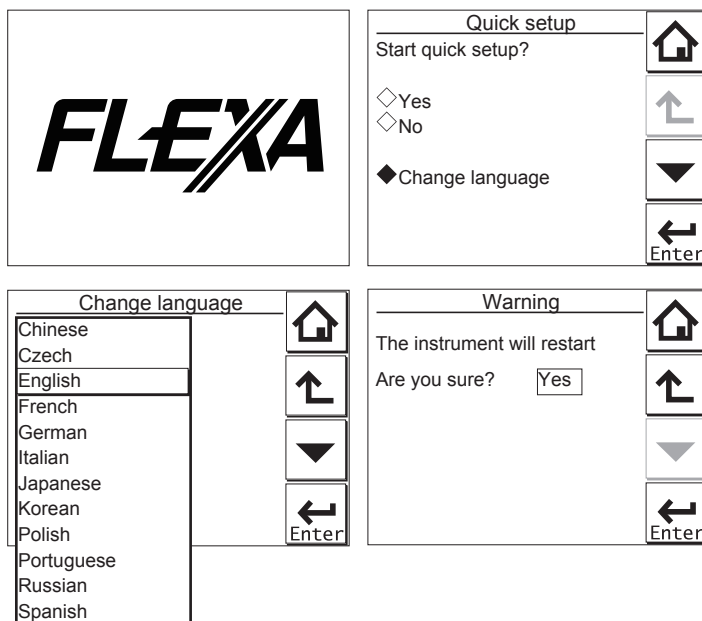 FLEXA
Quick setup
Start quick setup?
Yes
No
Change language
Enter
Change language
Chinese
Czech
English
French
German
Italian
Japanese
Korean
Polish
Portuguese
Russian
Spanish
Enter
Warning
The instrument will restart
Are you sure? Yes
Enter